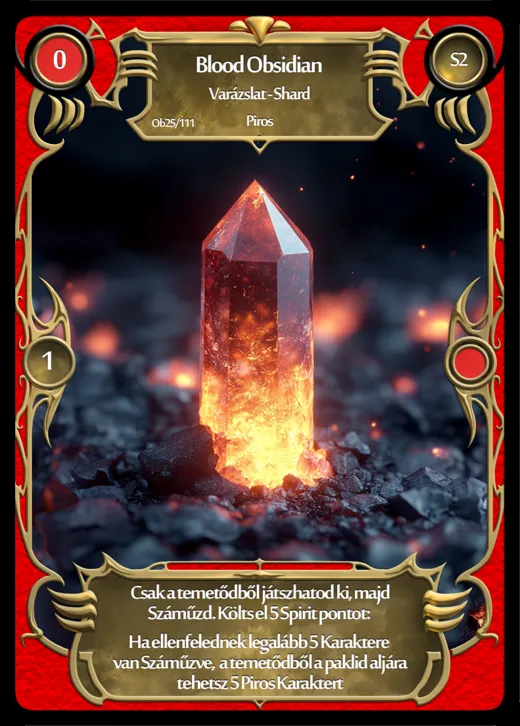 0
Blood Obsidian
S2
Varázslat - Shard
Ob25/111
Piros
1
Csak a temetődből játszhatod ki, majd
Száműzd. Költs el 5 Spirit pontot:
Ha ellenfelednek legalább 5 Karaktere
van Száműzve, a temetődből a paklid aljára
tehetsz 5 Piros Karaktert